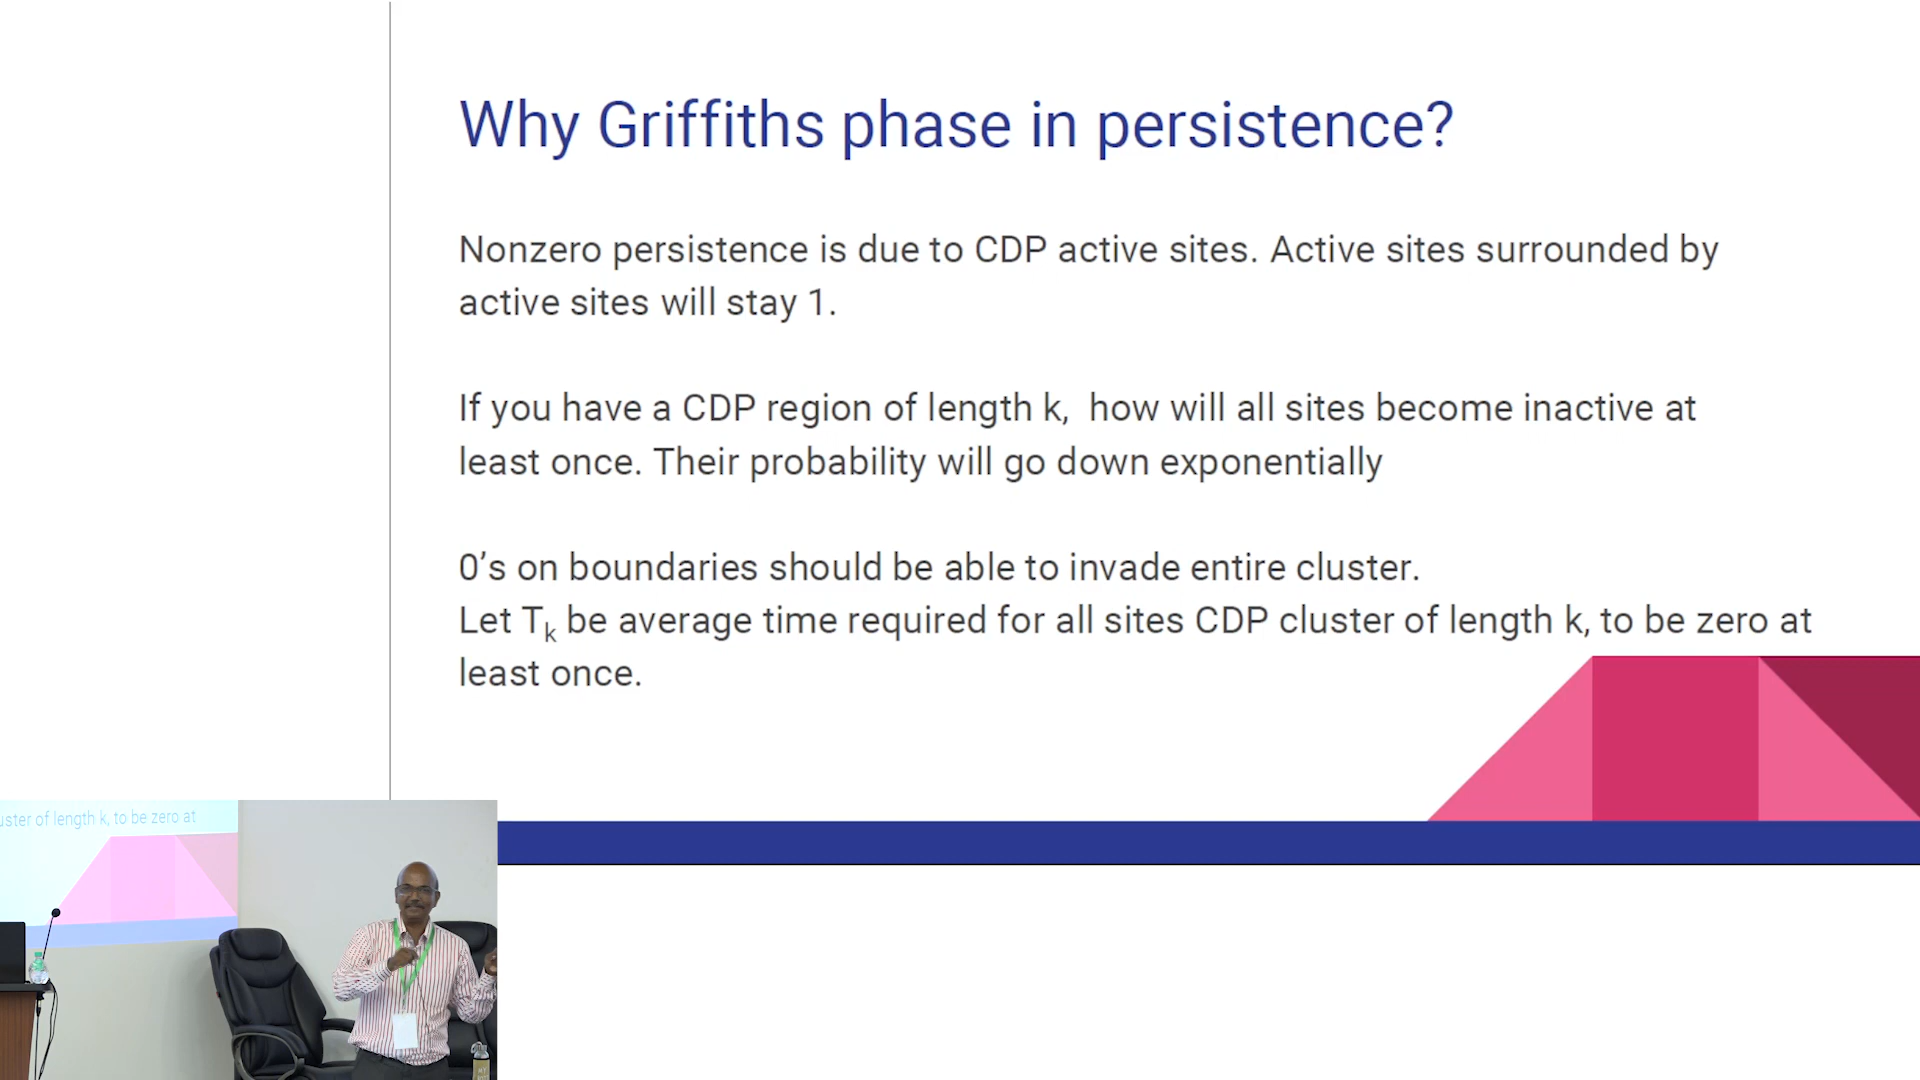 Why Griffiths phase in persistence?
Nonzero persistence is due to CDP active sites. Active sites surrounded by
active sites will stay 1.
If you have a CDP region of length k,  how will all sites become inactive at
least once. Their probability will go down exponentially
0’s on boundaries should be able to invade entire cluster.
Let Tk be average time required for all sites CDP cluster of length k, to be zero at
least once.
of length k, to be zero at